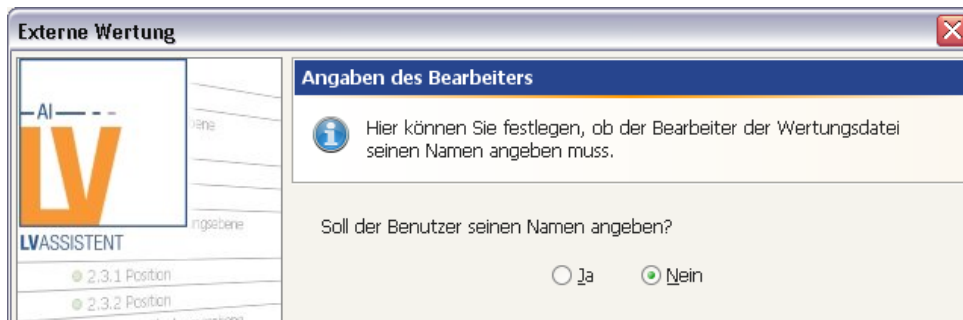 Externe Wertung
Angaben des Bearbeiters
Hier können Sie festlegen, ob der Bearbeiter der Wertungsdatei
seinen Namen angeben muss.
AI
LV
LVASSISTENT
2.3.1 Position
2.3.2 Position
Soll der Benutzer seinen Namen angeben?
Ja
Nein